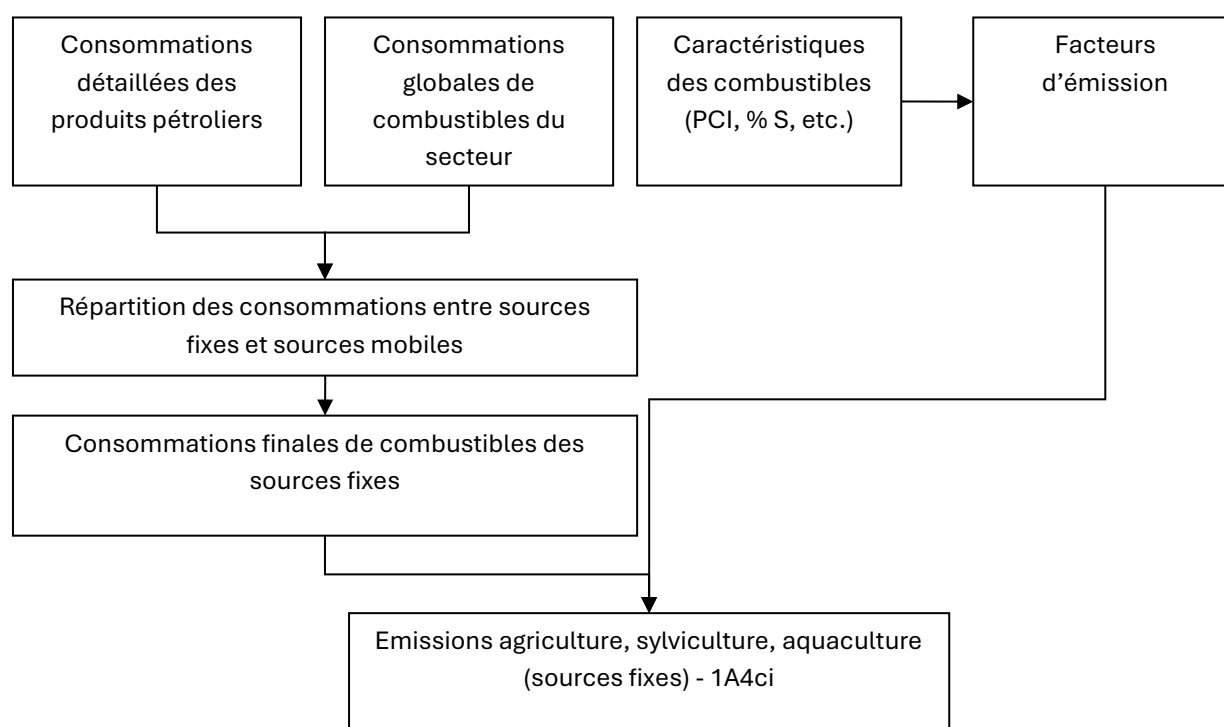 Consommations
détaillées des
produits pétroliers
Consommations
globales de
combustibles du
secteur
Caractéristiques
des combustibles
(PCI, % S, etc.)
Facteurs
d’émission
Répartition des consommations entre sources
fixes et sources mobiles
Consommations finales de combustibles des
sources fixes
Emissions agriculture, sylviculture, aquaculture
(sources fixes) - 1A4ci